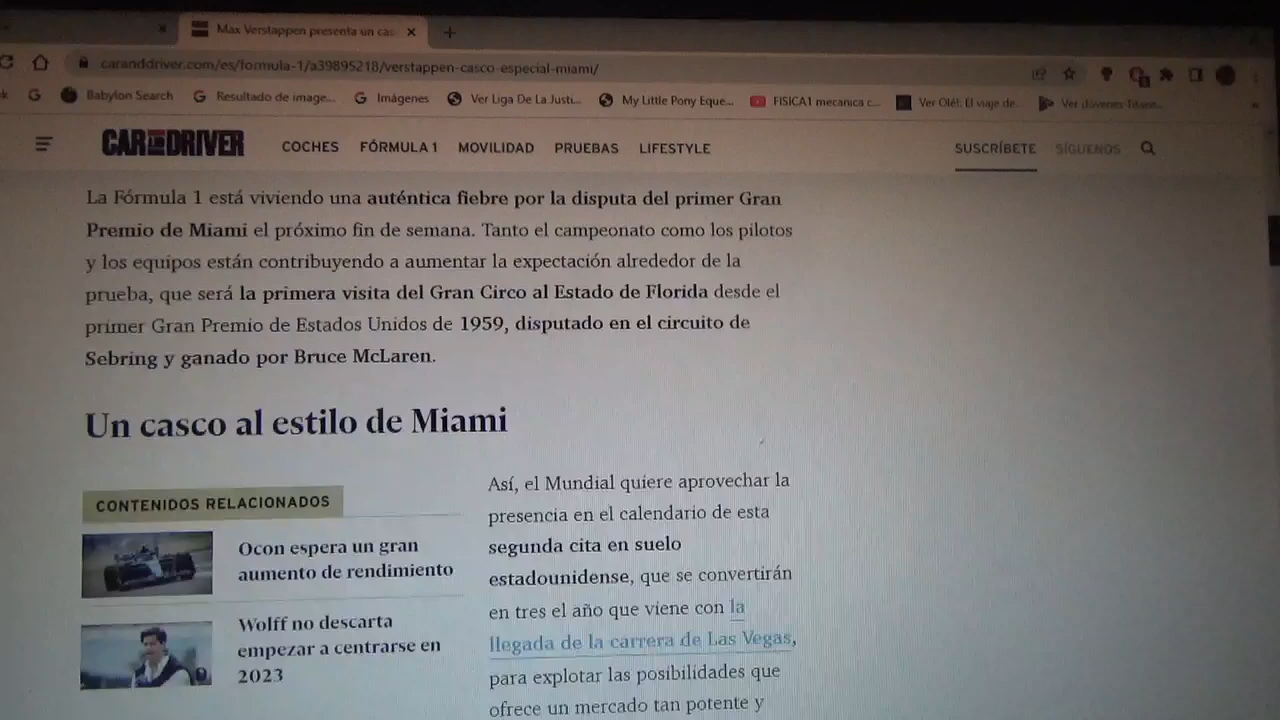 Max Verstappen presenta un cas
caranddriver.com/es/formula-1/a39895218/verstappen-casco-especial-miami/
G
Babylon Search
Resultado de image...
Imágenes
Ver Liga De La Justi...
My Little Pony Eque...
FISICA1 mecanica c...
Ver Olé!: El viaje de...
Ver Jóvenes Titane...
CAR AND DRIVER
COCHES
FÓRMULA 1
MOVILIDAD
PRUEBAS
LIFESTYLE
SUSCRÍBETE
SÍGUENOS
La Fórmula 1 está viviendo una auténtica fiebre por la disputa del primer Gran
Premio de Miami el próximo fin de semana. Tanto el campeonato como los pilotos
y los equipos están contribuyendo a aumentar la expectación alrededor de la
prueba, que será la primera visita del Gran Circo al Estado de Florida desde el
primer Gran Premio de Estados Unidos de 1959, disputado en el circuito de
Sebring y ganado por Bruce McLaren.
Un casco al estilo de Miami
CONTENIDOS RELACIONADOS
Ocon espera un gran
aumento de rendimiento
Wolff no descarta
empezar a centrarse en
2023
Así, el Mundial quiere aprovechar la
presencia en el calendario de esta
segunda cita en suelo
estadounidense, que se convertirán
en tres el año que viene con la
llegada de la carrera de Las Vegas,
para explotar las posibilidades que
ofrece un mercado tan potente y